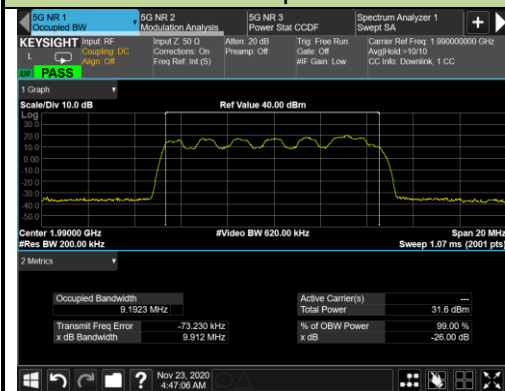 5G NR 1
Occupied BW
5G NR 2
Modulation Analysis
5G NR 3
Power Stat CCDF
Spectrum Analyzer 1
Swept SA
+
KEYSIGHT
L
PASS
Input: RF
Coupling: DC
Align: Off
Input Z: 50 Ω
Corrections: On
Freq Ref: Int (S)
Atten: 20 dB
Preamp: Off
Trig: Free Run
Gate: Off
#IF Gain: Low
Carrier Ref Freq: 1.990000000 GHz
Avg|Hold:>10/10
CC Info: Downlink, 1 CC
1 Graph
Scale/Div 10.0 dB
Ref Value 40.00 dBm
Log
30.0
20.0
10.0
0.00
-10.0
-20.0
-30.0
-40.0
-50.0
Center 1.99000 GHz
#Video BW 620.00 kHz
Span 20 MHz
#Res BW 200.00 kHz
Sweep 1.07 ms (2001 pts)
2 Metrics
Occupied Bandwidth
9.1923 MHz
Transmit Freq Error -73.230 kHz
x dB Bandwidth 9.912 MHz
Active Carrier(s) ---
Total Power 31.6 dBm
% of OBW Power 99.00 %
x dB -26.00 dB
?
Nov 23, 2020
4:47:06 AM